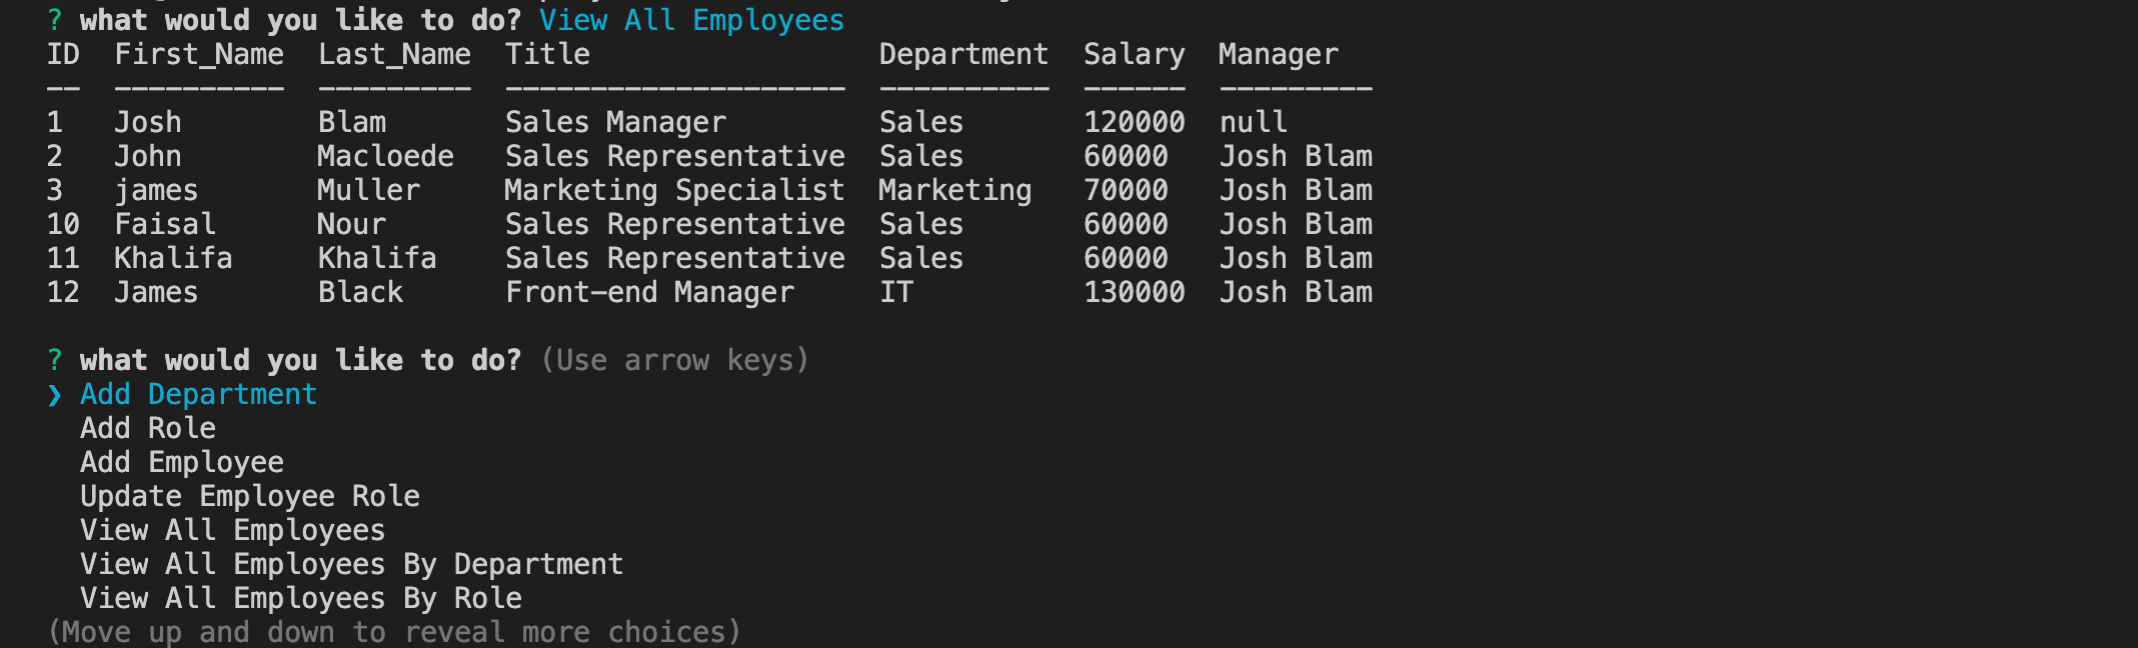 ? what would you like to do? View All Employees
ID  First_Name  Last_Name  Title                 Department  Salary  Manager
--  ----------  ---------  --------------------  ----------  ------  ---------
1   Josh        Blam       Sales Manager         Sales       120000  null
2   John        Macloede   Sales Representative  Sales       60000   Josh Blam
3   james       Muller     Marketing Specialist  Marketing   70000   Josh Blam
10  Faisal      Nour       Sales Representative  Sales       60000   Josh Blam
11  Khalifa     Khalifa    Sales Representative  Sales       60000   Josh Blam
12  James       Black      Front-end Manager     IT          130000  Josh Blam
? what would you like to do? (Use arrow keys)
❯ Add Department
  Add Role
  Add Employee
  Update Employee Role
  View All Employees
  View All Employees By Department
  View All Employees By Role
(Move up and down to reveal more choices)